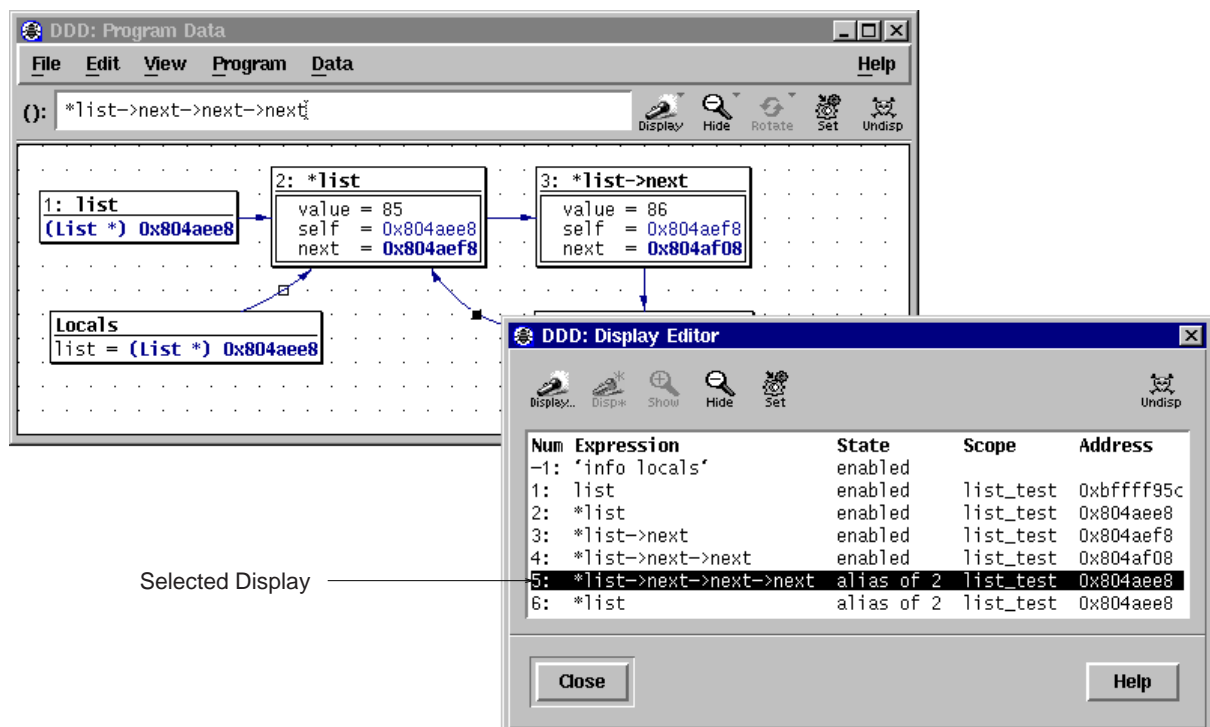 DDD: Program Data
File Edit View Program Data Help
(): *list->next->next->next
Display Hide Rotate Set Undisp
1: list
(List *) 0x804aee8
2: *list
value = 85
self = 0x804aee8
next = 0x804aef8
3: *list->next
value = 86
self = 0x804aef8
next = 0x804af08
Locals
list = (List *) 0x804aee8
DDD: Display Editor
Display... Disp* Show Hide Set Undisp
Num Expression State Scope Address
-1: ‘info locals‘ enabled
1: list enabled list_test 0xbffff95c
2: *list enabled list_test 0x804aee8
3: *list->next enabled list_test 0x804aef8
4: *list->next->next enabled list_test 0x804af08
5: *list->next->next->next alias of 2 list_test 0x804aee8
6: *list alias of 2 list_test 0x804aee8
Selected Display
Close Help